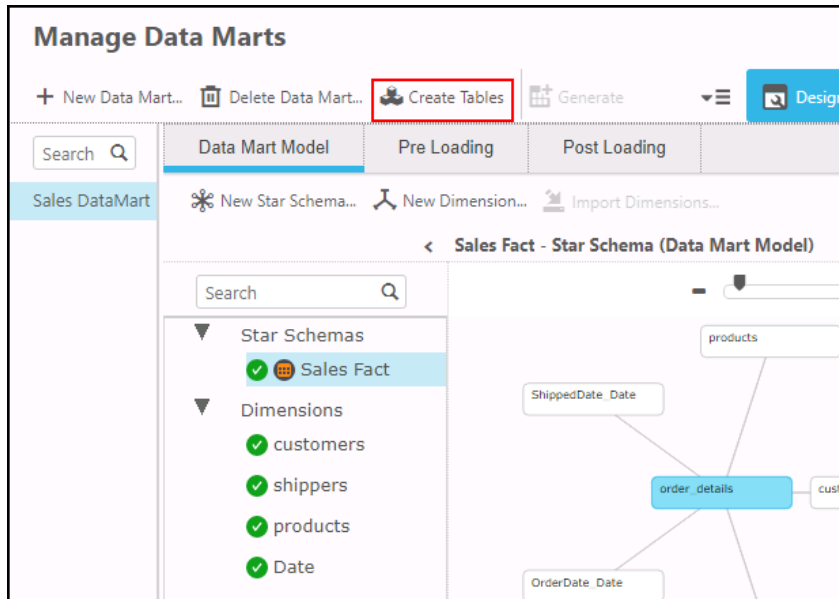 Manage Data Marts
New Data Mart... Delete Data Mart... Create Tables Generate Desig
Search Data Mart Model Pre Loading Post Loading
Sales DataMart New Star Schema... New Dimension... Import Dimensions...
Sales Fact - Star Schema (Data Mart Model)
Search
Star Schemas
Sales Fact
Dimensions
customers
shippers
products
Date
products
ShippedDate_Date
order_details
cust
OrderDate_Date